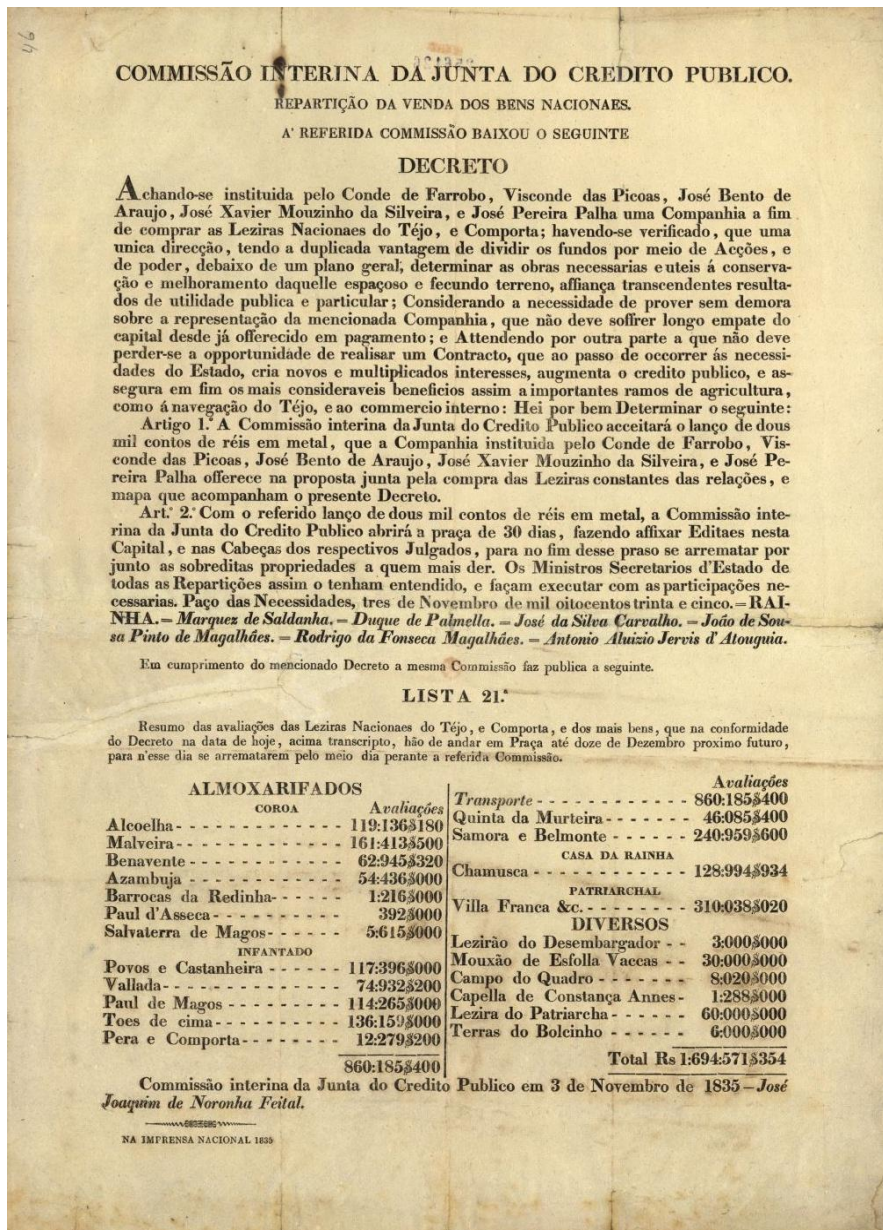 COMMISSÃO INTERINA DA JUNTA DO CREDITO PUBLICO.
REPARTIÇÃO DA VENDA DOS BENS NACIONAES.
A' REFERIDA COMMISSÃO BAIXOU O SEGUINTE
DECRETO
Achando-se instituida pelo Conde de Farrobo, Visconde das Picoas, José Bento de
Araujo, José Xavier Mouzinho da Silveira, e José Pereira Palha uma Companhia a fim
de comprar as Leziras Nacionaes do Téjo, e Comporta; havendo-se verificado, que uma
unica direcção, tendo a duplicada vantagem de dividir os fundos por meio de Acções, e
de poder, debaixo de um plano geral, determinar as obras necessarias e uteis á conserva-
ção e melhoramento daquelle espaçoso e fecundo terreno, affiança transcendentes resulta-
dos de utilidade publica e particular; Considerando a necessidade de prover sem demora
sobre a representação da mencionada Companhia, que não deve soffrer longo empate do
capital desde já offerecido em pagamento; e Attendendo por outra parte a que não deve
perder-se a opportunidade de realisar um Contracto, que ao passo de occorrer ás necessi-
dades do Estado, cria novos e multiplicados interesses, augmenta o credito publico, e as-
segura em fim os mais consideraveis beneficios assim a importantes ramos de agricultura,
como á navegação do Téjo, e ao commercio interno: Hei por bem Determinar o seguinte:
Artigo 1.º A Commissão interina da Junta do Credito Publico acceitará o lanço de dous
mil contos de réis em metal, que a Companhia instituida pelo Conde de Farrobo, Vis-
conde das Picoas, José Bento de Araujo, José Xavier Mouzinho da Silveira, e José Pe-
reira Palha offerece na proposta junta pela compra das Leziras constantes das relações, e
mapa que acompanham o presente Decreto.
Art.º 2.º Com o referido lanço de dous mil contos de réis em metal, a Commissão inte-
rina da Junta do Credito Publico abrirá a praça de 30 dias, fazendo affixar Editaes nesta
Capital, e nas Cabeças dos respectivos Julgados, para no fim desse praso se arrematar por
junto as sobreditas propriedades a quem mais der. Os Ministros Secretarios d'Estado de
todas as Repartições assim o tenham entendido, e façam executar com as participações ne-
cessarias. Paço das Necessidades, tres de Novembro de mil oitocentos trinta e cinco.=RAI-
NHA.=Marquez de Saldanha.=Duque de Palmella.=José da Silva Carvalho.=João de Sou-
sa Pinto de Magalhães.=Rodrigo da Fonseca Magalhães.=Antonio Aluizio Jervis d'Atouguia.
Em cumprimento do mencionado Decreto a mesma Commissão faz publica a seguinte.
LISTA 21.ª
Resumo das avaliações das Leziras Nacionaes do Téjo, e Comporta, e dos mais bens, que na conformidade
do Decreto na data de hoje, acima transcripto, hão de andar em Praça até doze de Dezembro proximo futuro,
para n'esse dia se arrematarem pelo meio dia perante a referida Commissão.
ALMOXARIFADOS
COROA Avaliações
Alcoelha - - - - - - - - - - - - - 119:136$180
Malveira - - - - - - - - - - - - - 161:413$500
Benavente - - - - - - - - - - - - 62:945$320
Azambuja - - - - - - - - - - - - 54:436$000
Barrocas da Redinha - - - - - - 1:216$000
Paul d'Asseca - - - - - - - - - - 392$000
Salvaterra de Magos - - - - - - 5:615$000
INFANTADO
Povos e Castanheira - - - - - - 117:396$000
Vallada - - - - - - - - - - - - - 74:932$200
Paul de Magos - - - - - - - - - 114:265$000
Toes de cima - - - - - - - - - - 136:159$000
Pera e Comporta - - - - - - - - 12:279$200
860:185$400
Avaliações
Transporte - - - - - - - - - - - - 860:185$400
Quinta da Murteira - - - - - - - 46:085$400
Samora e Belmonte - - - - - - 240:959$600
CASA DA RAINHA
Chamusca - - - - - - - - - - - - 128:994$934
PATRIARCHAL
Villa Franca &c. - - - - - - - - 310:038$020
DIVERSOS
Lezirão do Desembargador - - 3:000$000
Mouxão de Esfolla Vaccas - - 30:000$000
Campo do Quadro - - - - - - - 8:020$000
Capella de Constança Annes - 1:288$000
Lezira do Patriarcha - - - - - - 60:000$000
Terras do Bolcinho - - - - - - 6:000$000
Total Rs 1:694:571$354
Commissão interina da Junta do Credito Publico em 3 de Novembro de 1835 – José
Joaquim de Noronha Feital.
NA IMPRENSA NACIONAL 1835